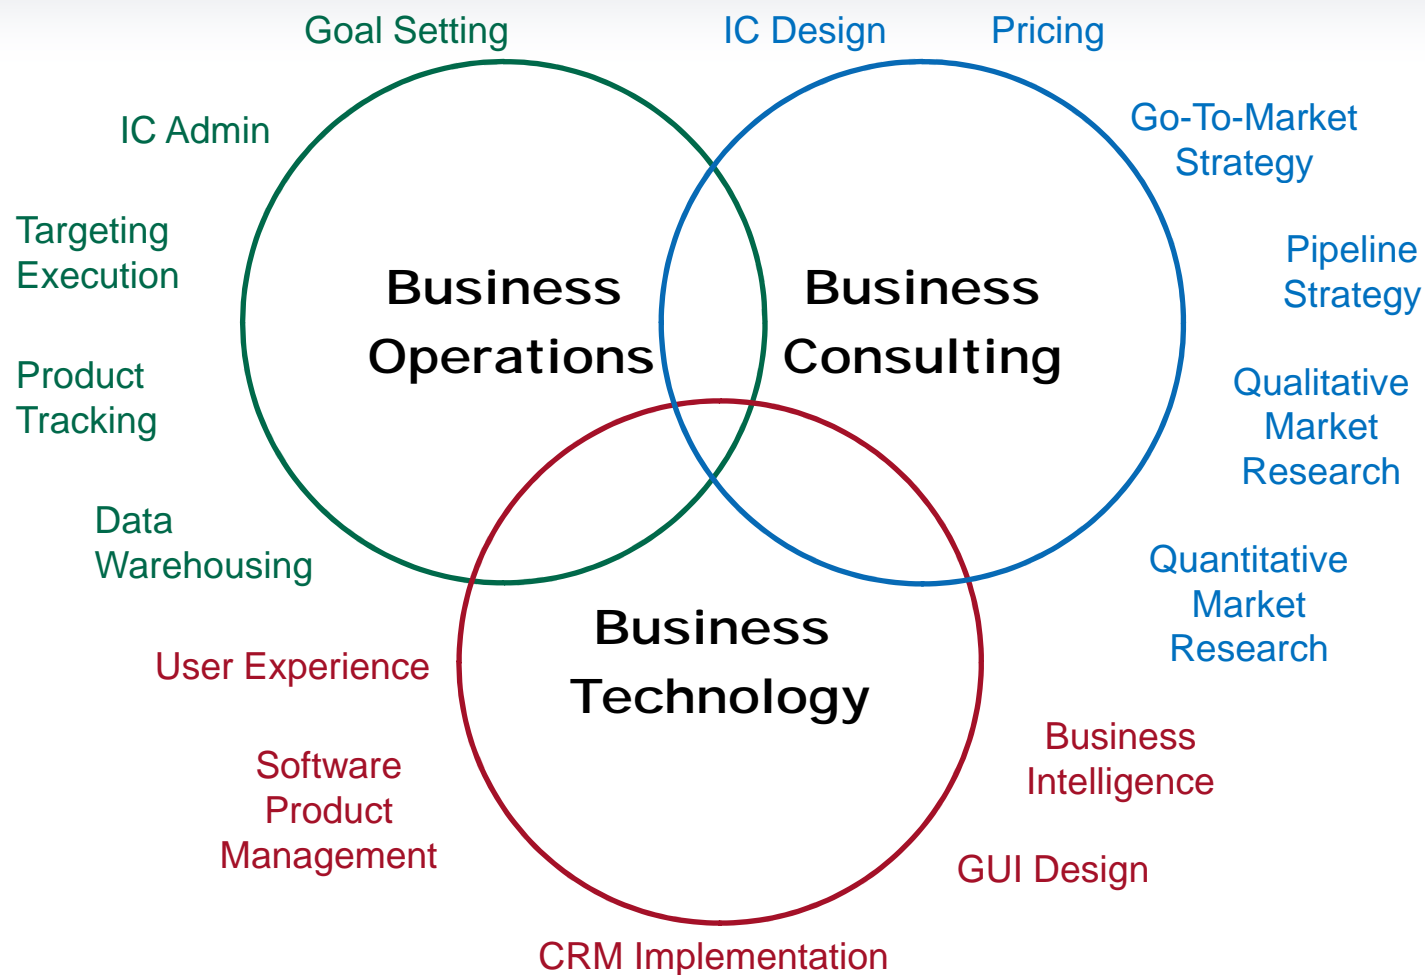 Goal Setting
IC Design
Pricing
IC Admin
Go-To-Market
Strategy
Targeting
Execution
Pipeline
Strategy
Business
Operations
Business
Consulting
Product
Tracking
Qualitative
Market
Research
Data
Warehousing
Quantitative
Market
Research
Business
Technology
User Experience
Software
Product
Management
Business
Intelligence
GUI Design
CRM Implementation